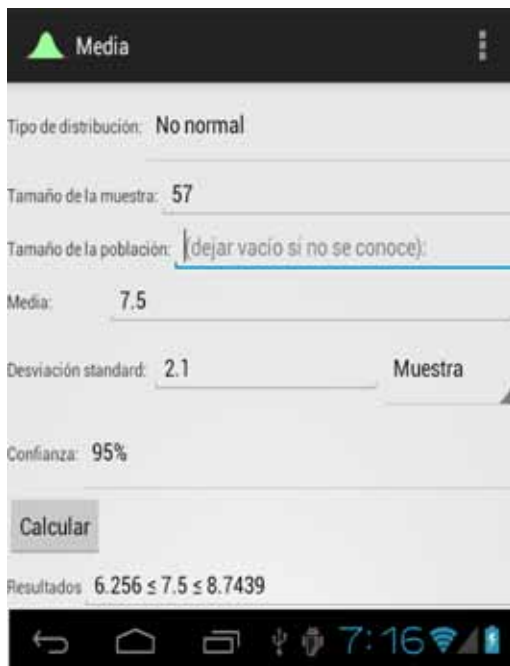 Media
Tipo de distribución: No normal
Tamaño de la muestra: 57
Tamaño de la población: (dejar vacío si no se conoce):
Media: 7.5
Desviación standard: 2.1 Muestra
Confianza: 95%
Calcular
Resultados 6.256 ≤ 7.5 ≤ 8.7439
7:16